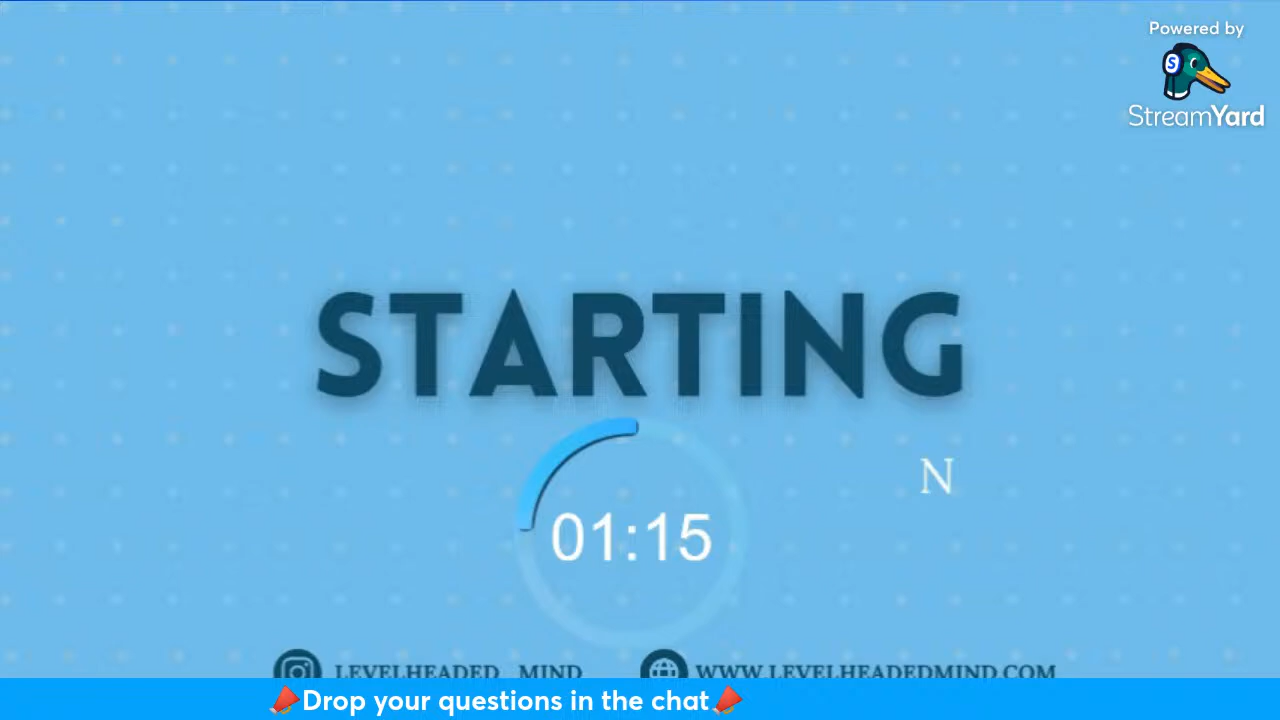 Powered by
StreamYard
STARTING
N
01:15
LEVELHEADED_MIND
WWW.LEVELHEADEDMIND.COM
Drop your questions in the chat